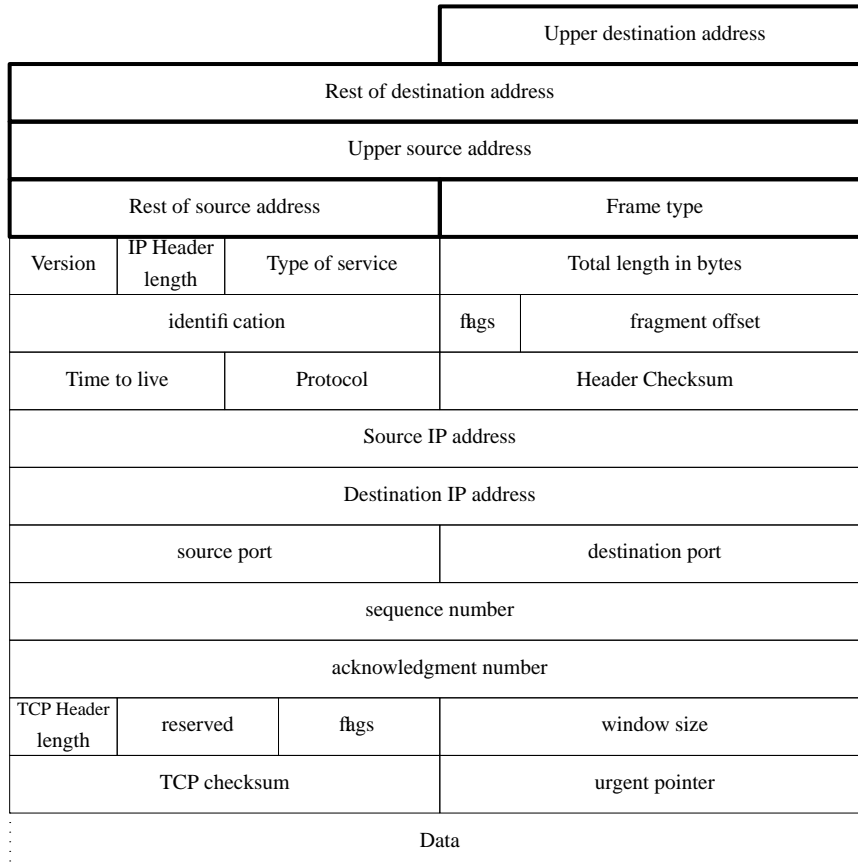 Upper destination address
Rest of destination address
Upper source address
Rest of source address
Frame type
Version
IP Header
length
Type of service
Total length in bytes
identification
flags
fragment offset
Time to live
Protocol
Header Checksum
Source IP address
Destination IP address
source port
destination port
sequence number
acknowledgment number
TCP Header
length
reserved
flags
window size
TCP checksum
urgent pointer
Data